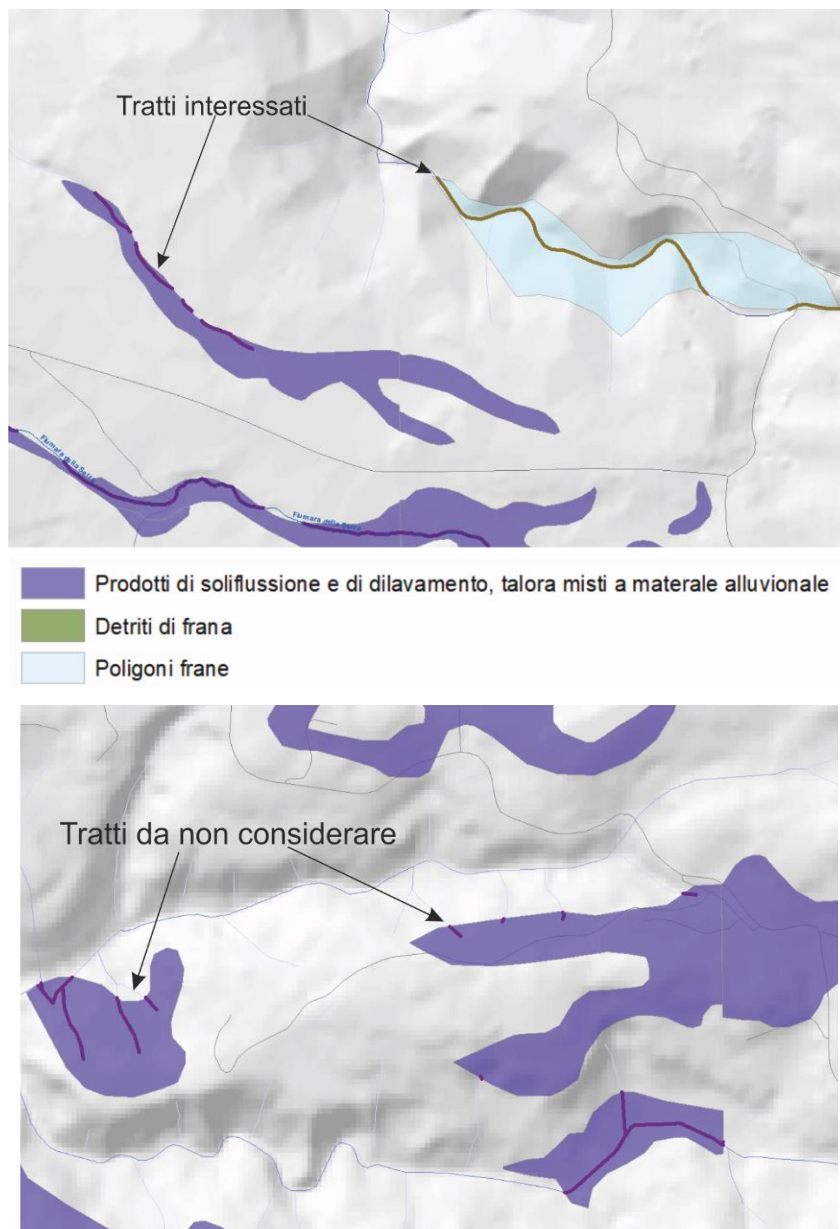 Tratti interessati
Fiumara della Serra
Fiumara della Serra
Prodotti di soliflussione e di dilavamento, talora misti a materale alluvionale
Detriti di frana
Poligoni frane
Tratti da non considerare